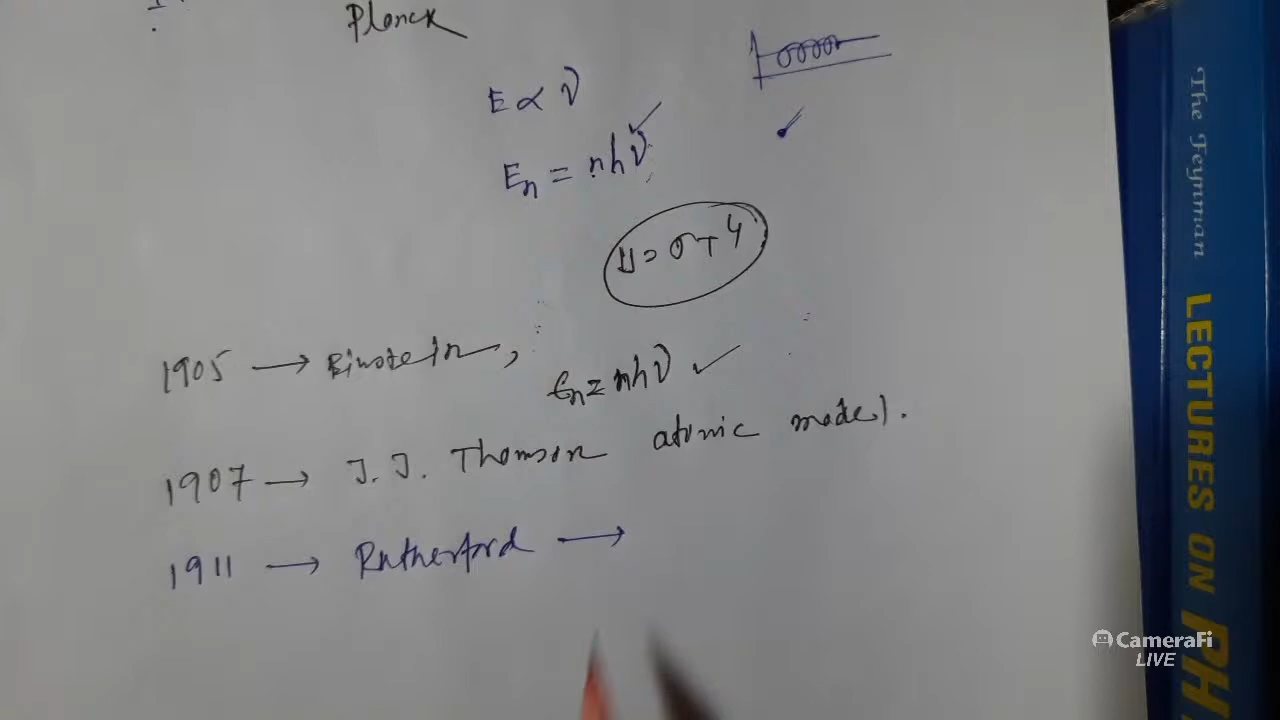 Planck
E ∝ ν
Eₙ = nhν
U = σT⁴
1905 → Einstein,
Eₙ = nhν
1907 → J.J. Thomson atomic model.
1911 → Rutherford →
The Feynman
LECTURES ON PH
CameraFi
LIVE